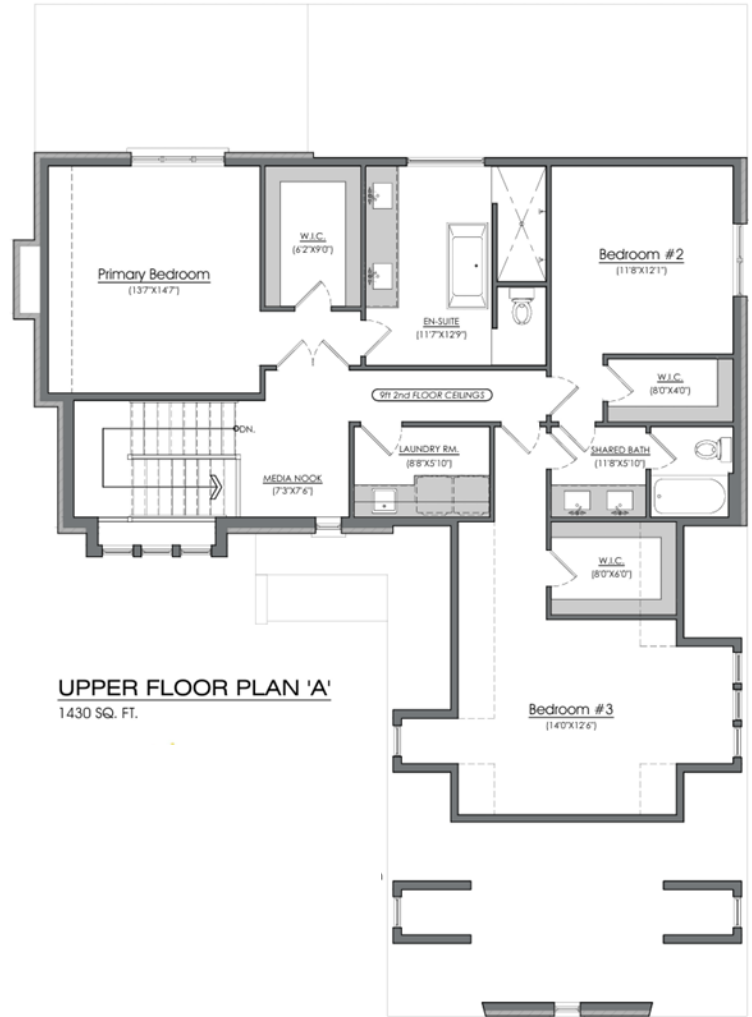 W.I.C.
(6'2"X9'0")
Primary Bedroom
(13'7"X14'7")
Bedroom #2
(11'8"X12'1")
EN-SUITE
(11'7"X12'9")
W.I.C.
(8'0"X4'0")
9ft 2nd FLOOR CEILINGS
DN.
LAUNDRY RM.
(8'8"X5'10")
SHARED BATH
(11'8"X5'10")
MEDIA NOOK
(7'3"X7'6")
W.I.C.
(8'0"X6'0")
UPPER FLOOR PLAN 'A'
1430 SQ. FT.
Bedroom #3
(14'0"X12'6")